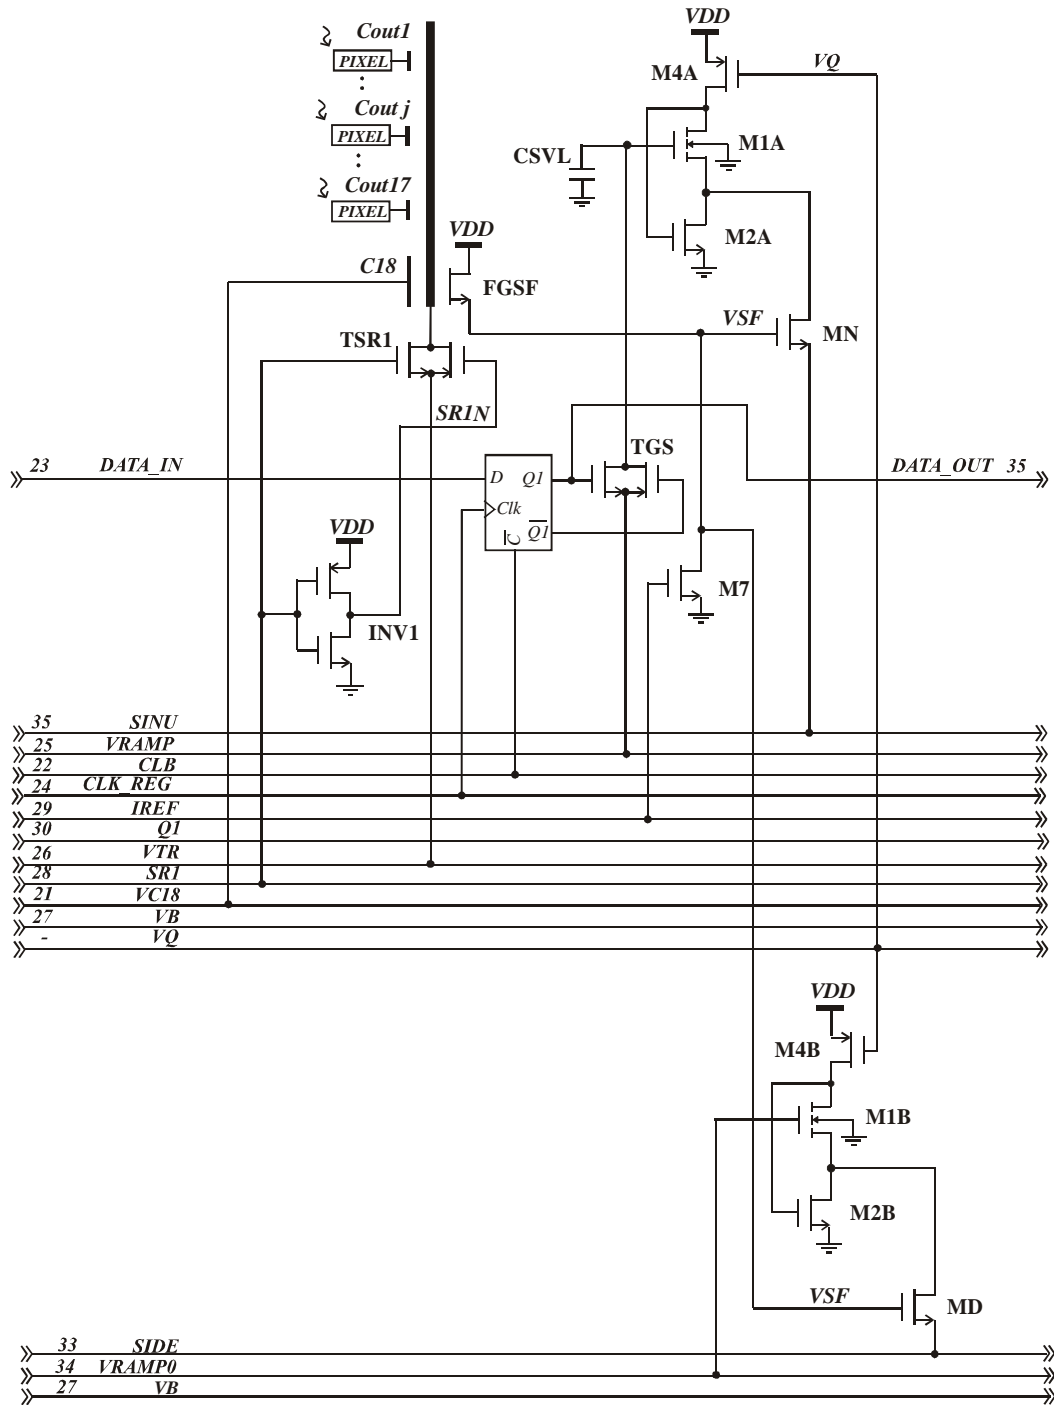 Cout1
PIXEL
:
Cout j
PIXEL
:
Cout17
PIXEL
VDD
VQ
M4A
M1A
CSVL
M2A
VDD
C18
FGSF
VSF
MN
TSR1
SR1N
TGS
23 DATA_IN
D Q1
Clk
C Q1
DATA_OUT 35
VDD
INV1
M7
35 SINU
25 VRAMP
22 CLB
24 CLK_REG
29 IREF
30 Q1
26 VTR
28 SR1
21 VC18
27 VB
- VQ
VDD
M4B
M1B
M2B
VSF
MD
33 SIDE
34 VRAMP0
27 VB